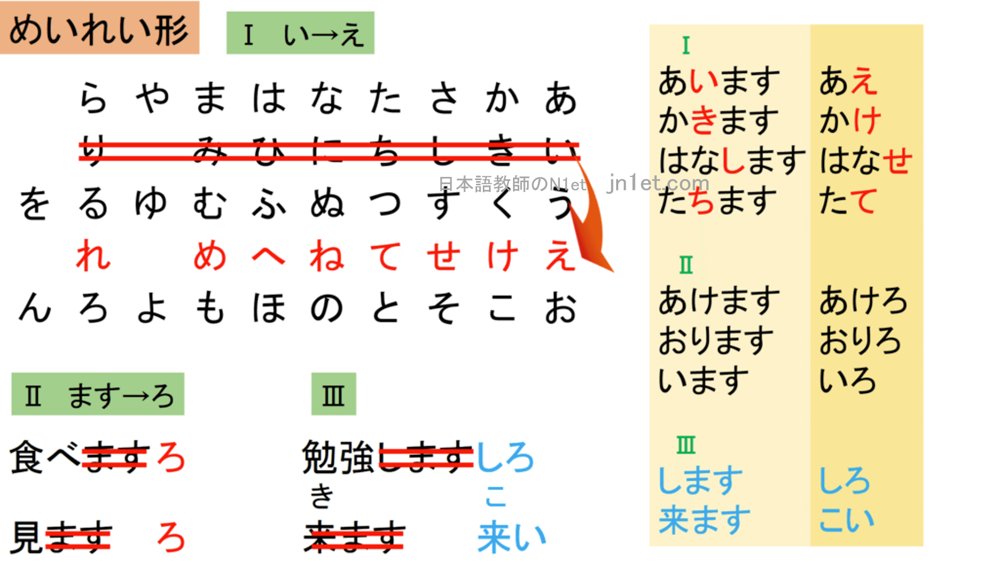 めいれい形
Ⅰ　い→え
ら や ま は な た さ か あ
り み ひ に ち し き い
を る ゆ む ふ ぬ つ す く う
れ め へ ね て せ け え
ん ろ よ も ほ の と そ こ お
日本語教師のN1et　jn1et.com
Ⅱ　ます→ろ
食べます ろ
見ます ろ
Ⅲ
勉強します しろ
き こ
来ます 来い
Ⅰ
あいます あえ
かきます かけ
はなします はなせ
たちます たて
Ⅱ
あけます あけろ
おります おりろ
います いろ
Ⅲ
します しろ
来ます こい